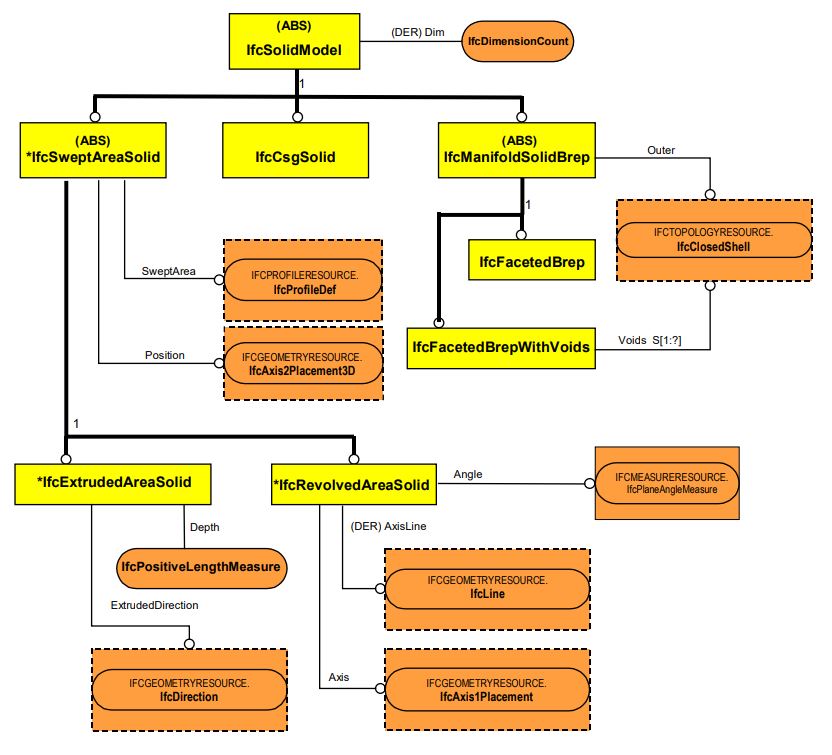 (ABS)
IfcSolidModel
(DER) Dim
IfcDimensionCount
1
(ABS)
*IfcSweptAreaSolid
IfcCsgSolid
(ABS)
IfcManifoldSolidBrep
Outer
1
IFCTOPOLOGYRESOURCE.
IfcClosedShell
IfcFacetedBrep
SweptArea
IFCPROFILERESOURCE.
IfcProfileDef
IfcFacetedBrepWithVoids
Voids S[1:?]
Position
IFCGEOMETRYRESOURCE.
IfcAxis2Placement3D
1
*IfcExtrudedAreaSolid
*IfcRevolvedAreaSolid
Angle
IFCMEASURERESOURCE.
IfcPlaneAngleMeasure
Depth
(DER) AxisLine
IfcPositiveLengthMeasure
IFCGEOMETRYRESOURCE.
IfcLine
ExtrudedDirection
Axis
IFCGEOMETRYRESOURCE.
IfcDirection
IFCGEOMETRYRESOURCE.
IfcAxis1Placement